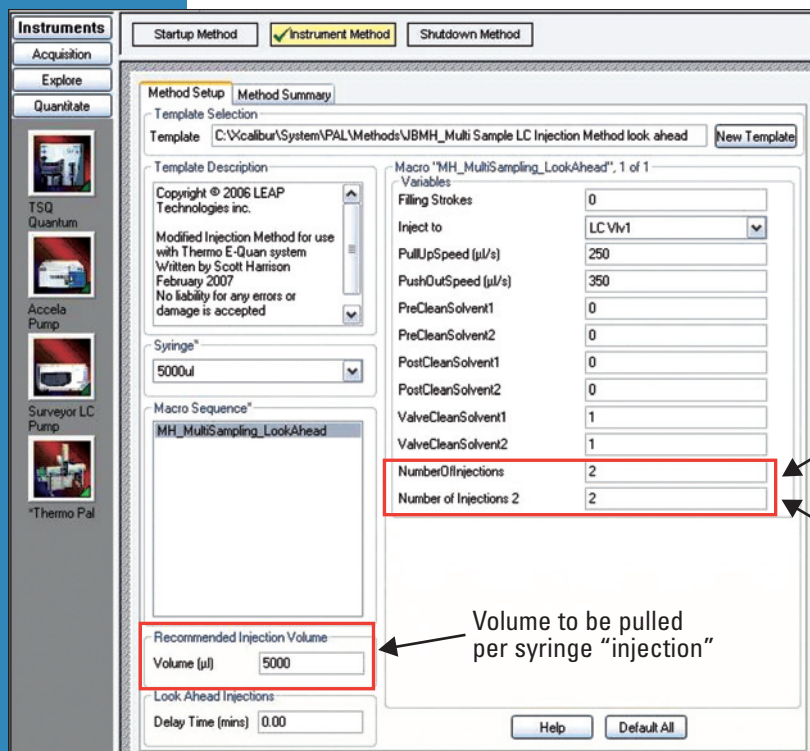 Instruments
Acquisition
Explore
Quantitate
TSQ
Quantum
Accela
Pump
Surveyor LC
Pump
*Thermo Pal
Startup Method
Instrument Method
Shutdown Method
Method Setup
Method Summary
Template Selection
Template C:\Xcalibur\System\PAL\Methods\JBMH_Multi Sample LC Injection Method look ahead
New Template
Template Description
Copyright © 2006 LEAP
Technologies inc.
Modified Injection Method for use
with Thermo E-Quan system
Written by Scott Harrison
February 2007
No liability for any errors or
damage is accepted
Syringe*
5000ul
Macro Sequence*
MH_MultiSampling_LookAhead
Recommended Injection Volume
Volume (µl) 5000
Look Ahead Injections
Delay Time (mins) 0.00
Macro "MH_MultiSampling_LookAhead", 1 of 1
Variables
Filling Strokes 0
Inject to LC Vlv1
PullUpSpeed (µl/s) 250
PushOutSpeed (µl/s) 350
PreCleanSolvent1 0
PreCleanSolvent2 0
PostCleanSolvent1 0
PostCleanSolvent2 0
ValveCleanSolvent1 1
ValveCleanSolvent2 1
NumberOfInjections 2
Number of Injections 2 2
Volume to be pulled
per syringe “injection”
Help
Default All